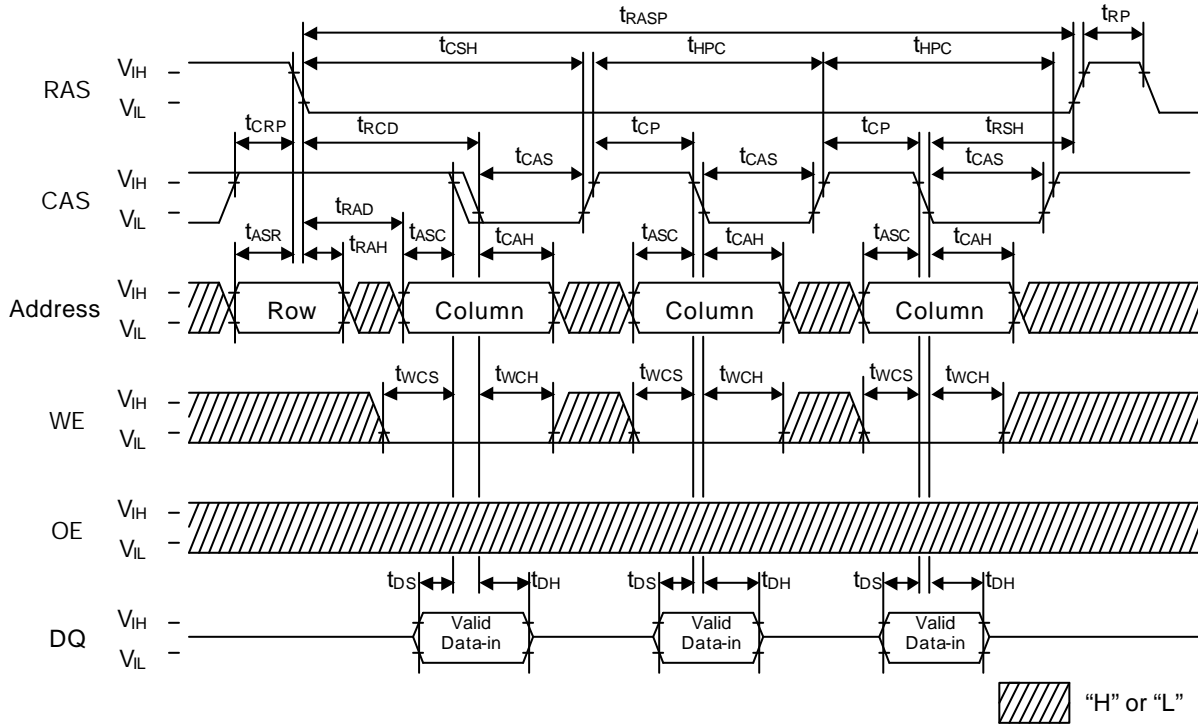 tRASP tRP
tCSH tHPC tHPC
RAS VIH
VIL
tCRP tRCD tCP tCP tRSH
tCAS tCAS tCAS
CAS VIH
VIL
tRAD
tASR tRAH tASC tCAH tASC tCAH tASC tCAH
Address VIH
VIL
Row Column Column Column
tWCS tWCH tWCS tWCH tWCS tWCH
WE VIH
VIL
OE VIH
VIL
tDS tDH tDS tDH tDS tDH
DQ VIH
VIL
Valid Data-in
Valid Data-in
Valid Data-in
“H” or “L”